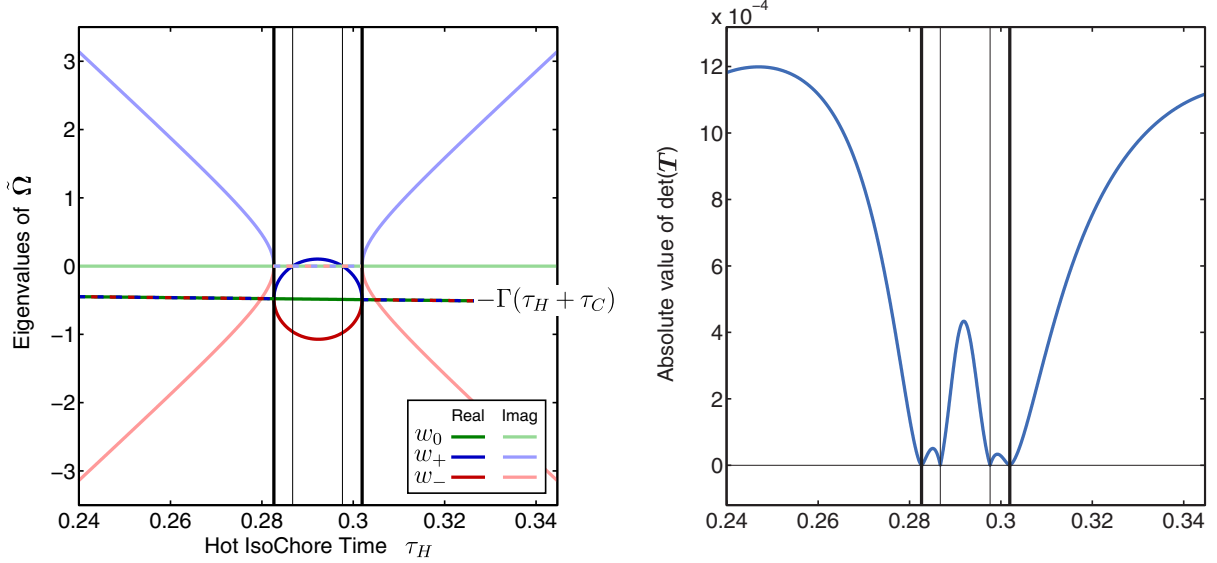 3
2
1
0
−1
−2
−3
Eigenvalues of Ω̃
−Γ(τ_H + τ_C)
Real Imag
w_0
w_+
w_−
0.24 0.26 0.28 0.3 0.32 0.34
Hot IsoChore Time τ_H
x 10⁻⁴
12
10
8
6
4
2
0
Absolute value of det(T)
0.24 0.26 0.28 0.3 0.32 0.34